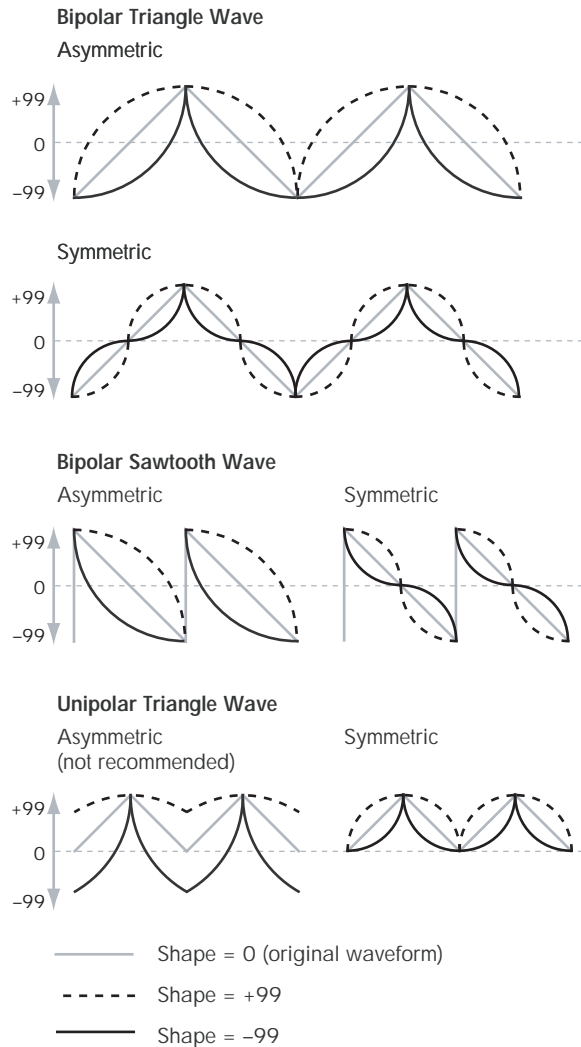 Bipolar Triangle Wave
Asymmetric
+99
0
–99
Symmetric
+99
0
–99
Bipolar Sawtooth Wave
Asymmetric
Symmetric
+99
0
–99
Unipolar Triangle Wave
Asymmetric
(not recommended)
Symmetric
+99
0
–99
Shape = 0 (original waveform)
Shape = +99
Shape = –99